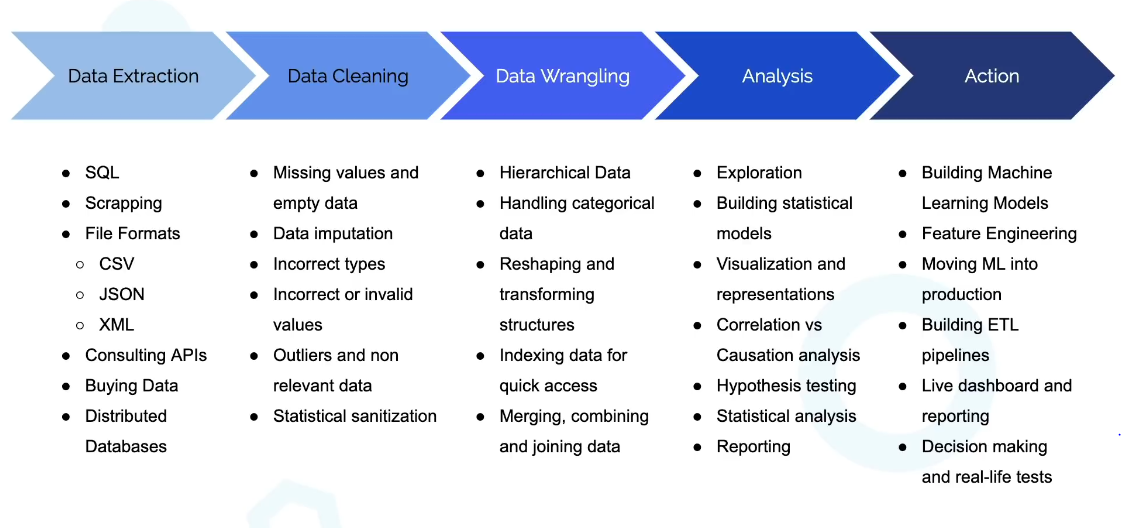 Data Extraction
Data Cleaning
Data Wrangling
Analysis
Action
● SQL
● Scrapping
● File Formats
○ CSV
○ JSON
○ XML
● Consulting APIs
● Buying Data
● Distributed
Databases
● Missing values and
empty data
● Data imputation
● Incorrect types
● Incorrect or invalid
values
● Outliers and non
relevant data
● Statistical sanitization
● Hierarchical Data
● Handling categorical
data
● Reshaping and
transforming
structures
● Indexing data for
quick access
● Merging, combining
and joining data
● Exploration
● Building statistical
models
● Visualization and
representations
● Correlation vs
Causation analysis
● Hypothesis testing
● Statistical analysis
● Reporting
● Building Machine
Learning Models
● Feature Engineering
● Moving ML into
production
● Building ETL
pipelines
● Live dashboard and
reporting
● Decision making
and real-life tests